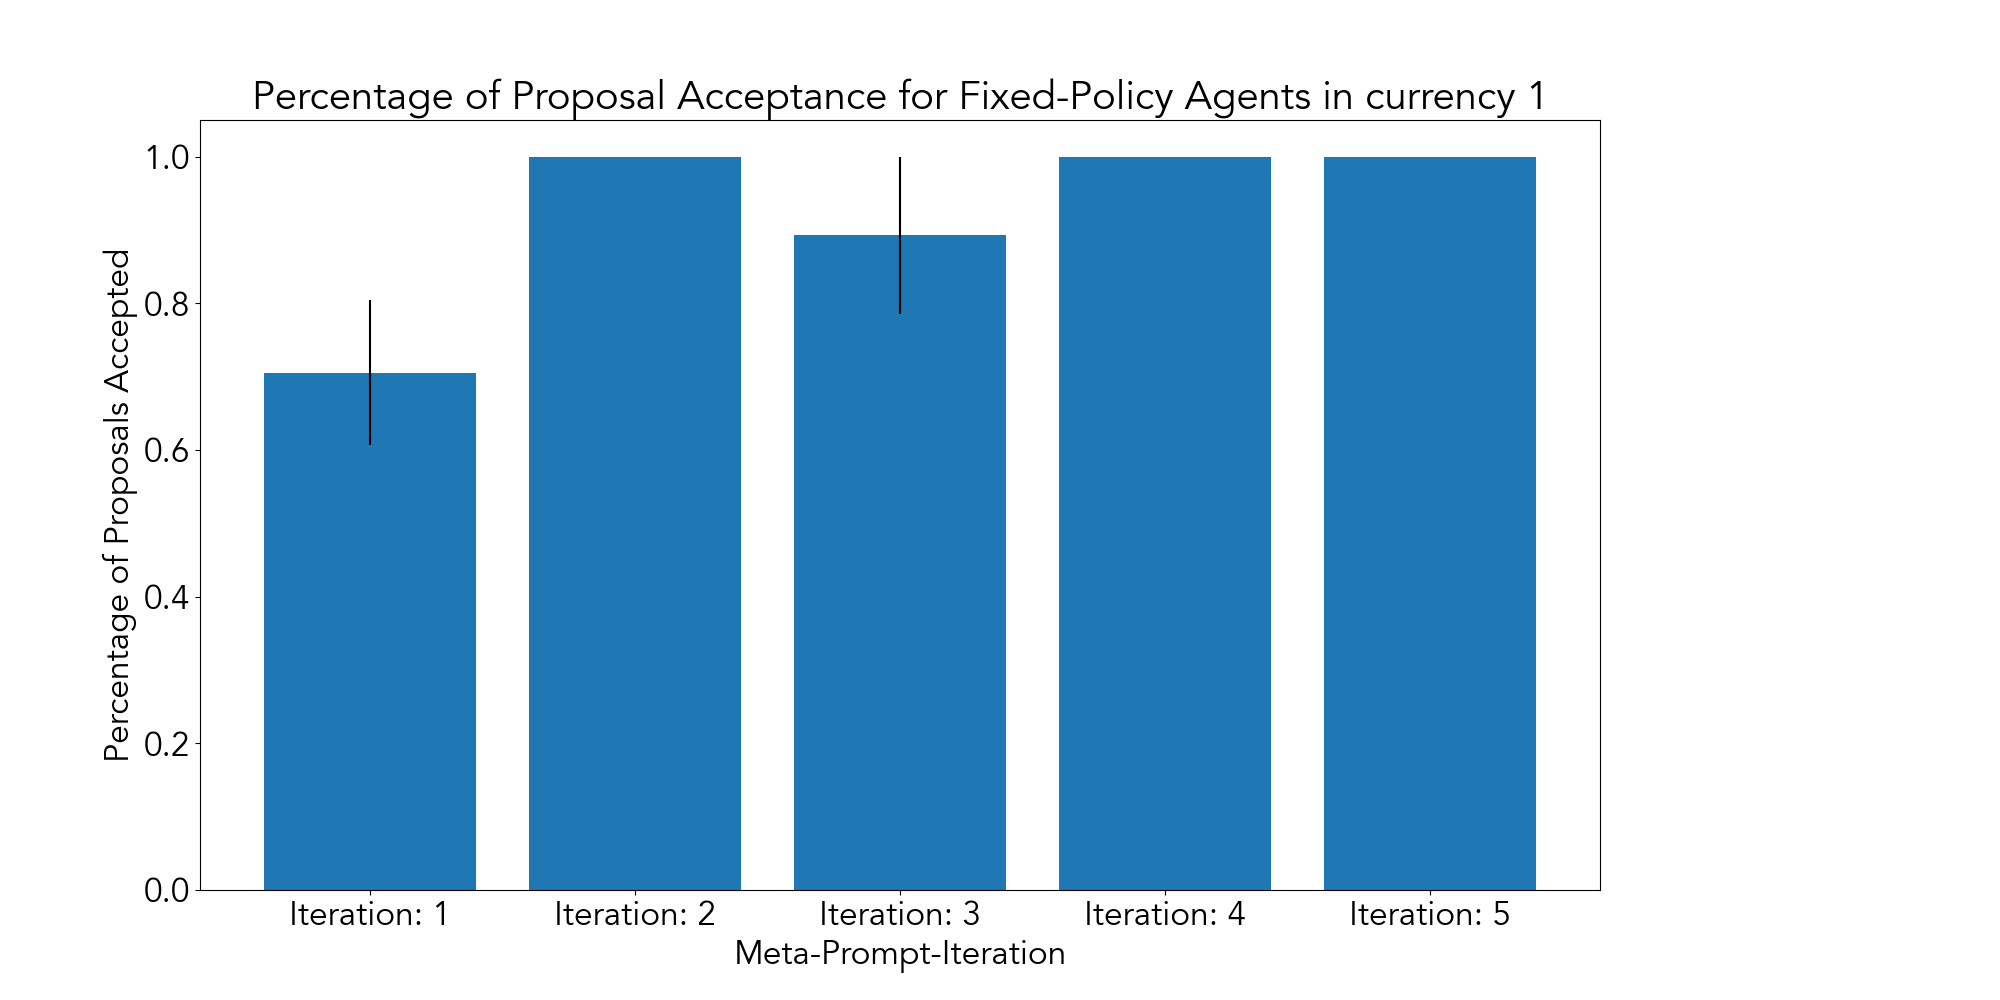 Percentage of Proposal Acceptance for Fixed-Policy Agents in currency 1
Percentage of Proposals Accepted
1.0
0.8
0.6
0.4
0.2
0.0
Iteration: 1
Iteration: 2
Iteration: 3
Iteration: 4
Iteration: 5
Meta-Prompt-Iteration